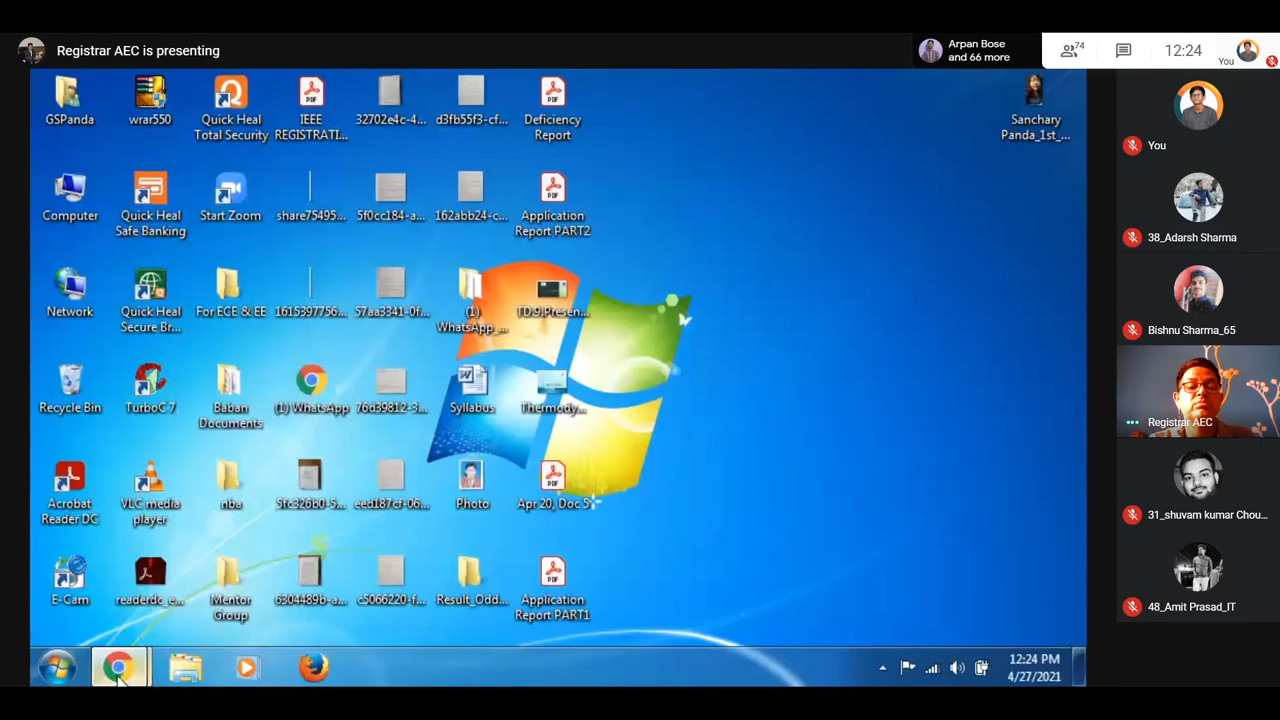 Registrar AEC is presenting
Arpan Bose
and 66 more
74
12:24
You
GSPanda
wrar550
Quick Heal
Total Security
IEEE
REGISTRATI...
32702e4c-4...
d3fb55f3-cf...
Deficiency
Report
Sanchary
Panda_1st_...
Computer
Quick Heal
Safe Banking
Start Zoom
share75495...
5f0cc184-a...
162abb24-c...
Application
Report PART2
Network
Quick Heal
Secure Br...
For ECE & EE
1615397756...
57aa3341-0f...
(1)
WhatsApp_...
TD.9.Presen...
Recycle Bin
TurboC 7
Baban
Documents
(1) WhatsApp
76d39812-3...
Syllabus
Thermody...
Acrobat
Reader DC
VLC media
player
nba
5fc326b0-5...
eed187cf-06...
Photo
Apr 20, Doc 5
E-Cam
readerdc_e...
Mentor
Group
6304489b-a...
c5066220-f...
Result_Odd...
Application
Report PART1
12:24 PM
4/27/2021
You
38_Adarsh Sharma
Bishnu Sharma_65
Registrar AEC
31_shuvam kumar Chou...
48_Amit Prasad_IT